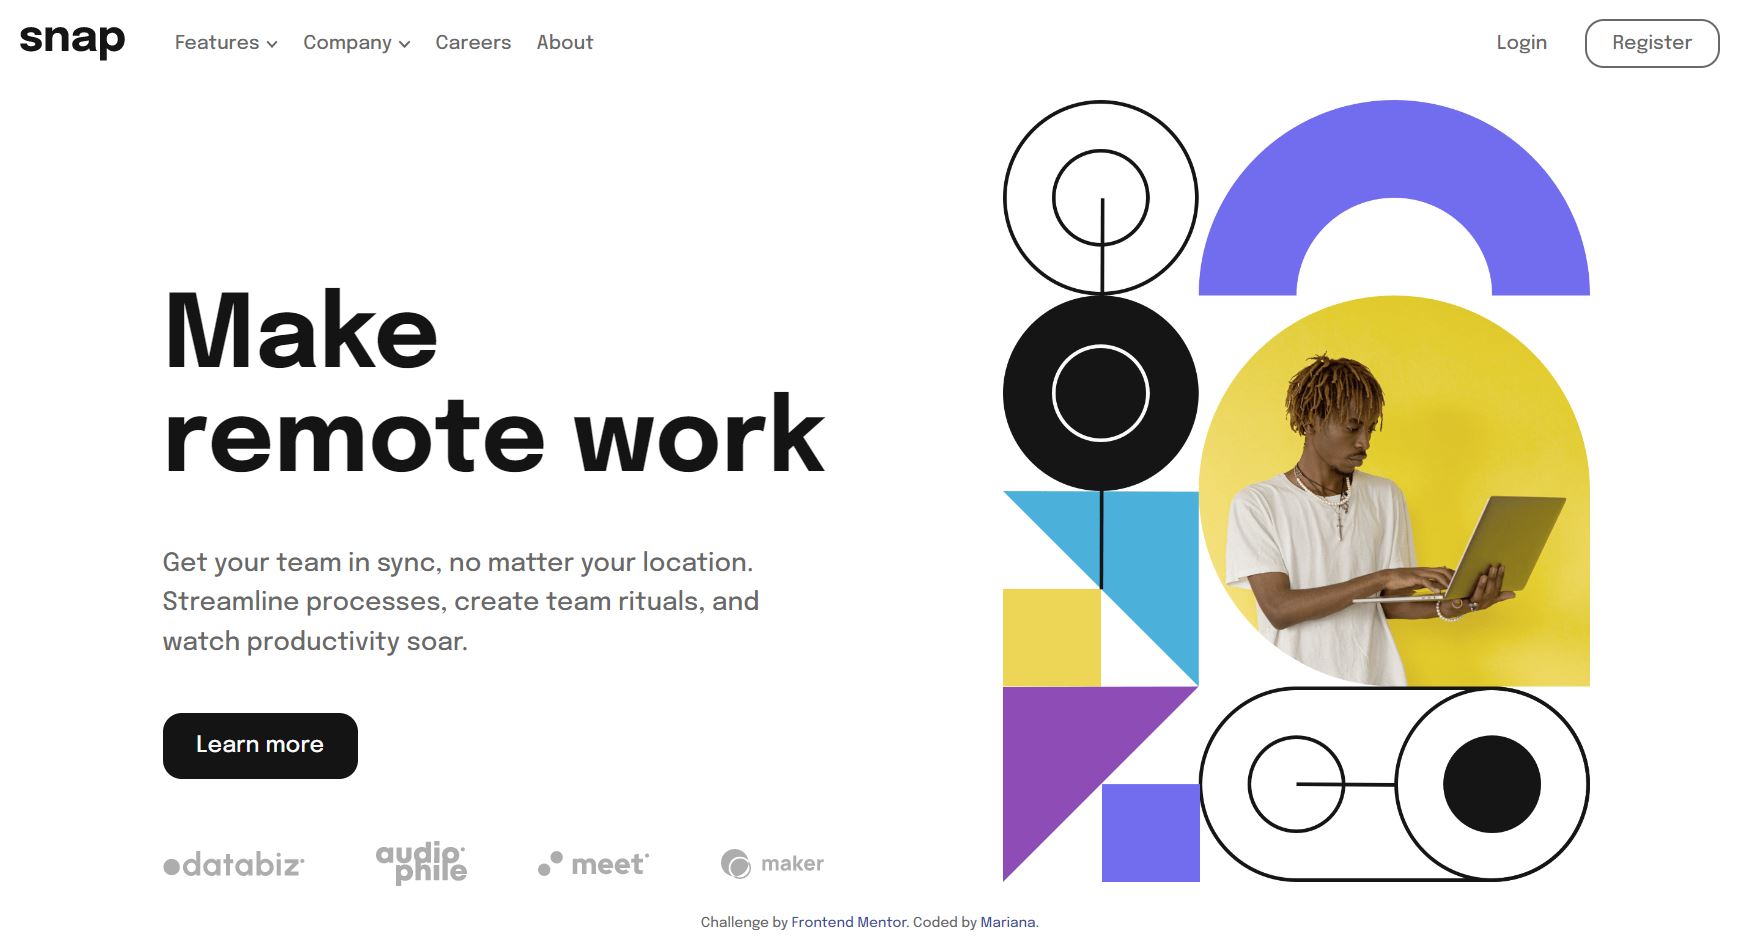 snap
Features
Company
Careers
About
Login
Register
Make
remote work
Get your team in sync, no matter your location.
Streamline processes, create team rituals, and
watch productivity soar.
Learn more
databiz
audio
phile
meet
maker
Challenge by Frontend Mentor. Coded by Mariana.